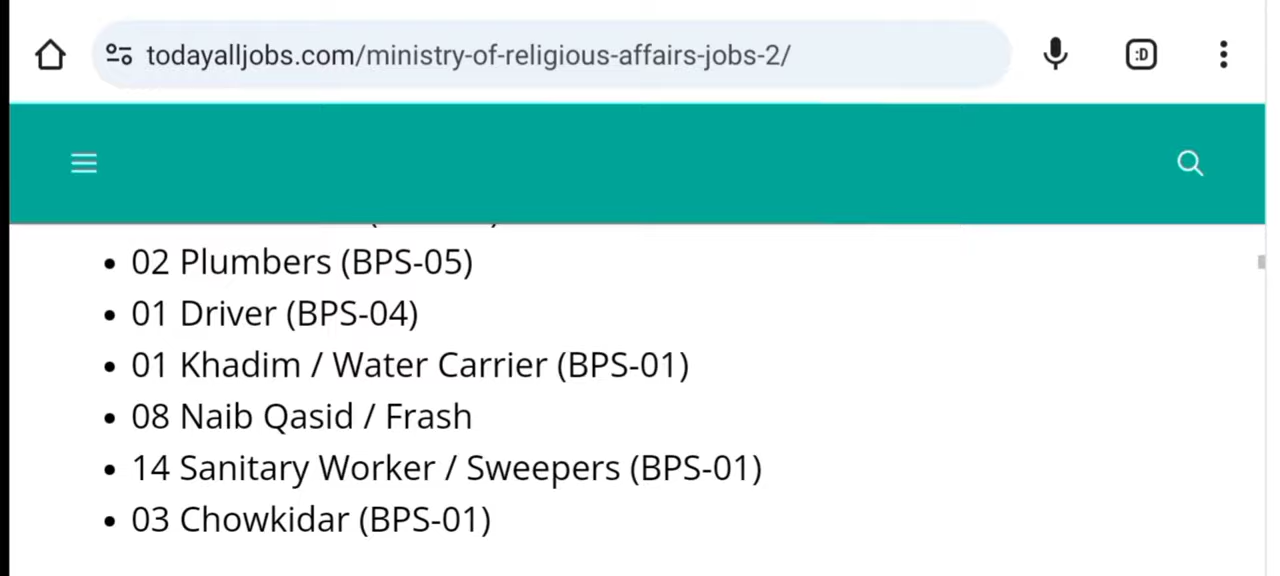 todayalljobs.com/ministry-of-religious-affairs-jobs-2/
:D
• 02 Plumbers (BPS-05)
• 01 Driver (BPS-04)
• 01 Khadim / Water Carrier (BPS-01)
• 08 Naib Qasid / Frash
• 14 Sanitary Worker / Sweepers (BPS-01)
• 03 Chowkidar (BPS-01)